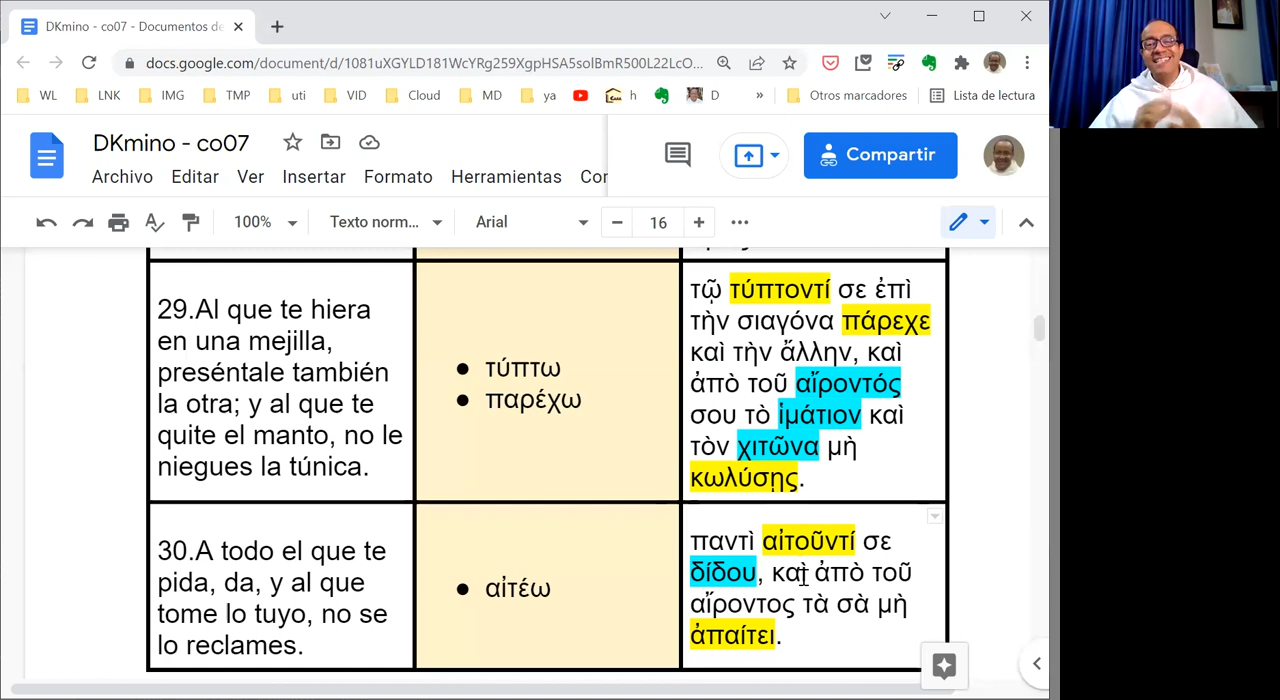 DKmino - co07 - Documentos de
docs.google.com/document/d/1081uXGYLD181WcYRg259XgpHSA5solBmR500L22LcO...
WL LNK IMG TMP uti VID Cloud MD ya h D » Otros marcadores Lista de lectura
DKmino - co07
Compartir
Archivo Editar Ver Insertar Formato Herramientas Cor
100% Texto norm... Arial 16
29.Al que te hiera
en una mejilla,
preséntale también
la otra; y al que te
quite el manto, no le
niegues la túnica.
τύπτω
παρέχω
τῷ τύπτοντί σε ἐπὶ
τὴν σιαγόνα πάρεχε
καὶ τὴν ἄλλην, καὶ
ἀπὸ τοῦ αἴροντός
σου τὸ ἱμάτιον καὶ
τὸν χιτῶνα μὴ
κωλύσῃς.
30.A todo el que te
pida, da, y al que
tome lo tuyo, no se
lo reclames.
αἰτέω
παντὶ αἰτοῦντί σε
δίδου, καὶ ἀπὸ τοῦ
αἴροντος τὰ σὰ μὴ
ἀπαίτει.